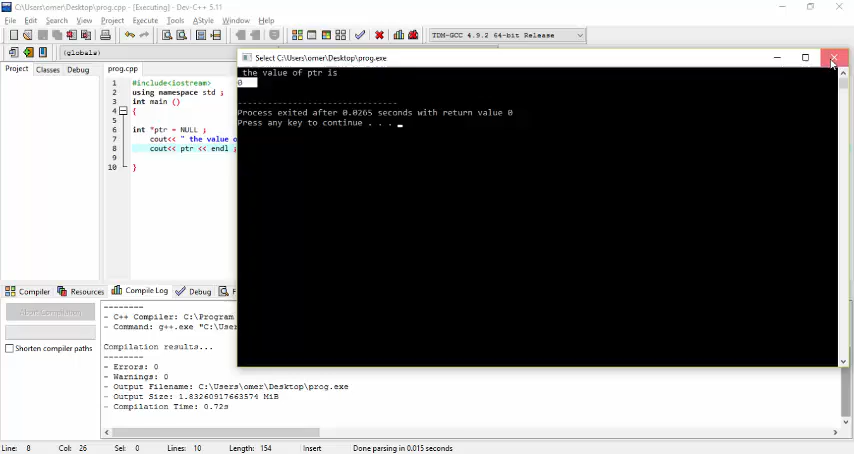 C:\Users\omer\Desktop\prog.cpp - [Executing] - Dev-C++ 5.11
File Edit Search View Project Execute Tools AStyle Window Help
TDM-GCC 4.9.2 64-bit Release
(globals)
Project Classes Debug
prog.cpp
1 #include<iostream>
2 using namespace std ;
3 int main ()
4 {
5
6 int *ptr = NULL ;
7 cout<< " the value o
8 cout<< ptr << endl ;
9
10 }
Select C:\Users\omer\Desktop\prog.exe
the value of ptr is
0
--------------------------------
Process exited after 0.0265 seconds with return value 0
Press any key to continue . . .
Compiler Resources Compile Log Debug F
Abort Compilation
Shorten compiler paths
--------
- C++ Compiler: C:\Program
- Command: g++.exe "C:\User
Compilation results...
--------
- Errors: 0
- Warnings: 0
- Output Filename: C:\Users\omer\Desktop\prog.exe
- Output Size: 1.83260917663574 MiB
- Compilation Time: 0.72s
Line: 8 Col: 26 Sel: 0 Lines: 10 Length: 154 Insert Done parsing in 0.015 seconds